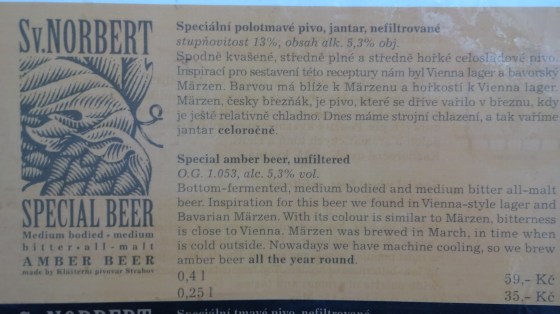 Sv. NORBERT
SPECIAL BEER
Medium bodied - medium
bitter - all - malt
AMBER BEER
made by Klášterní pivovar Strahov
Speciální polotmavé pivo, jantar, nefiltrované
stupňovitost 13%, obsah alk. 5,3% obj.
Spodně kvašené, středně plné a středně hořké celosladové pivo.
Inspirací pro sestavení této receptury nám byl Vienna lager a bavorský
Märzen. Barvou má blíže k Märzenu a hořkostí k Vienna lager.
Märzen, česky březňák, je pivo, které se dříve vařilo v březnu, kdy
je ještě relativně chladno. Dnes máme strojní chlazení, a tak vaříme
jantar celoročně.
Special amber beer, unfiltered
O.G. 1.053, alc. 5,3% vol.
Bottom-fermented, medium bodied and medium bitter all-malt
beer. Inspiration for this beer we found in Vienna-style lager and
Bavarian Märzen. With its colour is similar to Märzen, bitterness
is close to Vienna. Märzen was brewed in March, in time when
is cold outside. Nowadays we have machine cooling, so we brew
amber beer all the year round.
0,4 l 59,- Kč
0,25 l 35,- Kč
Sv. NORBERT
Speciální tmavé pivo, nefiltrované